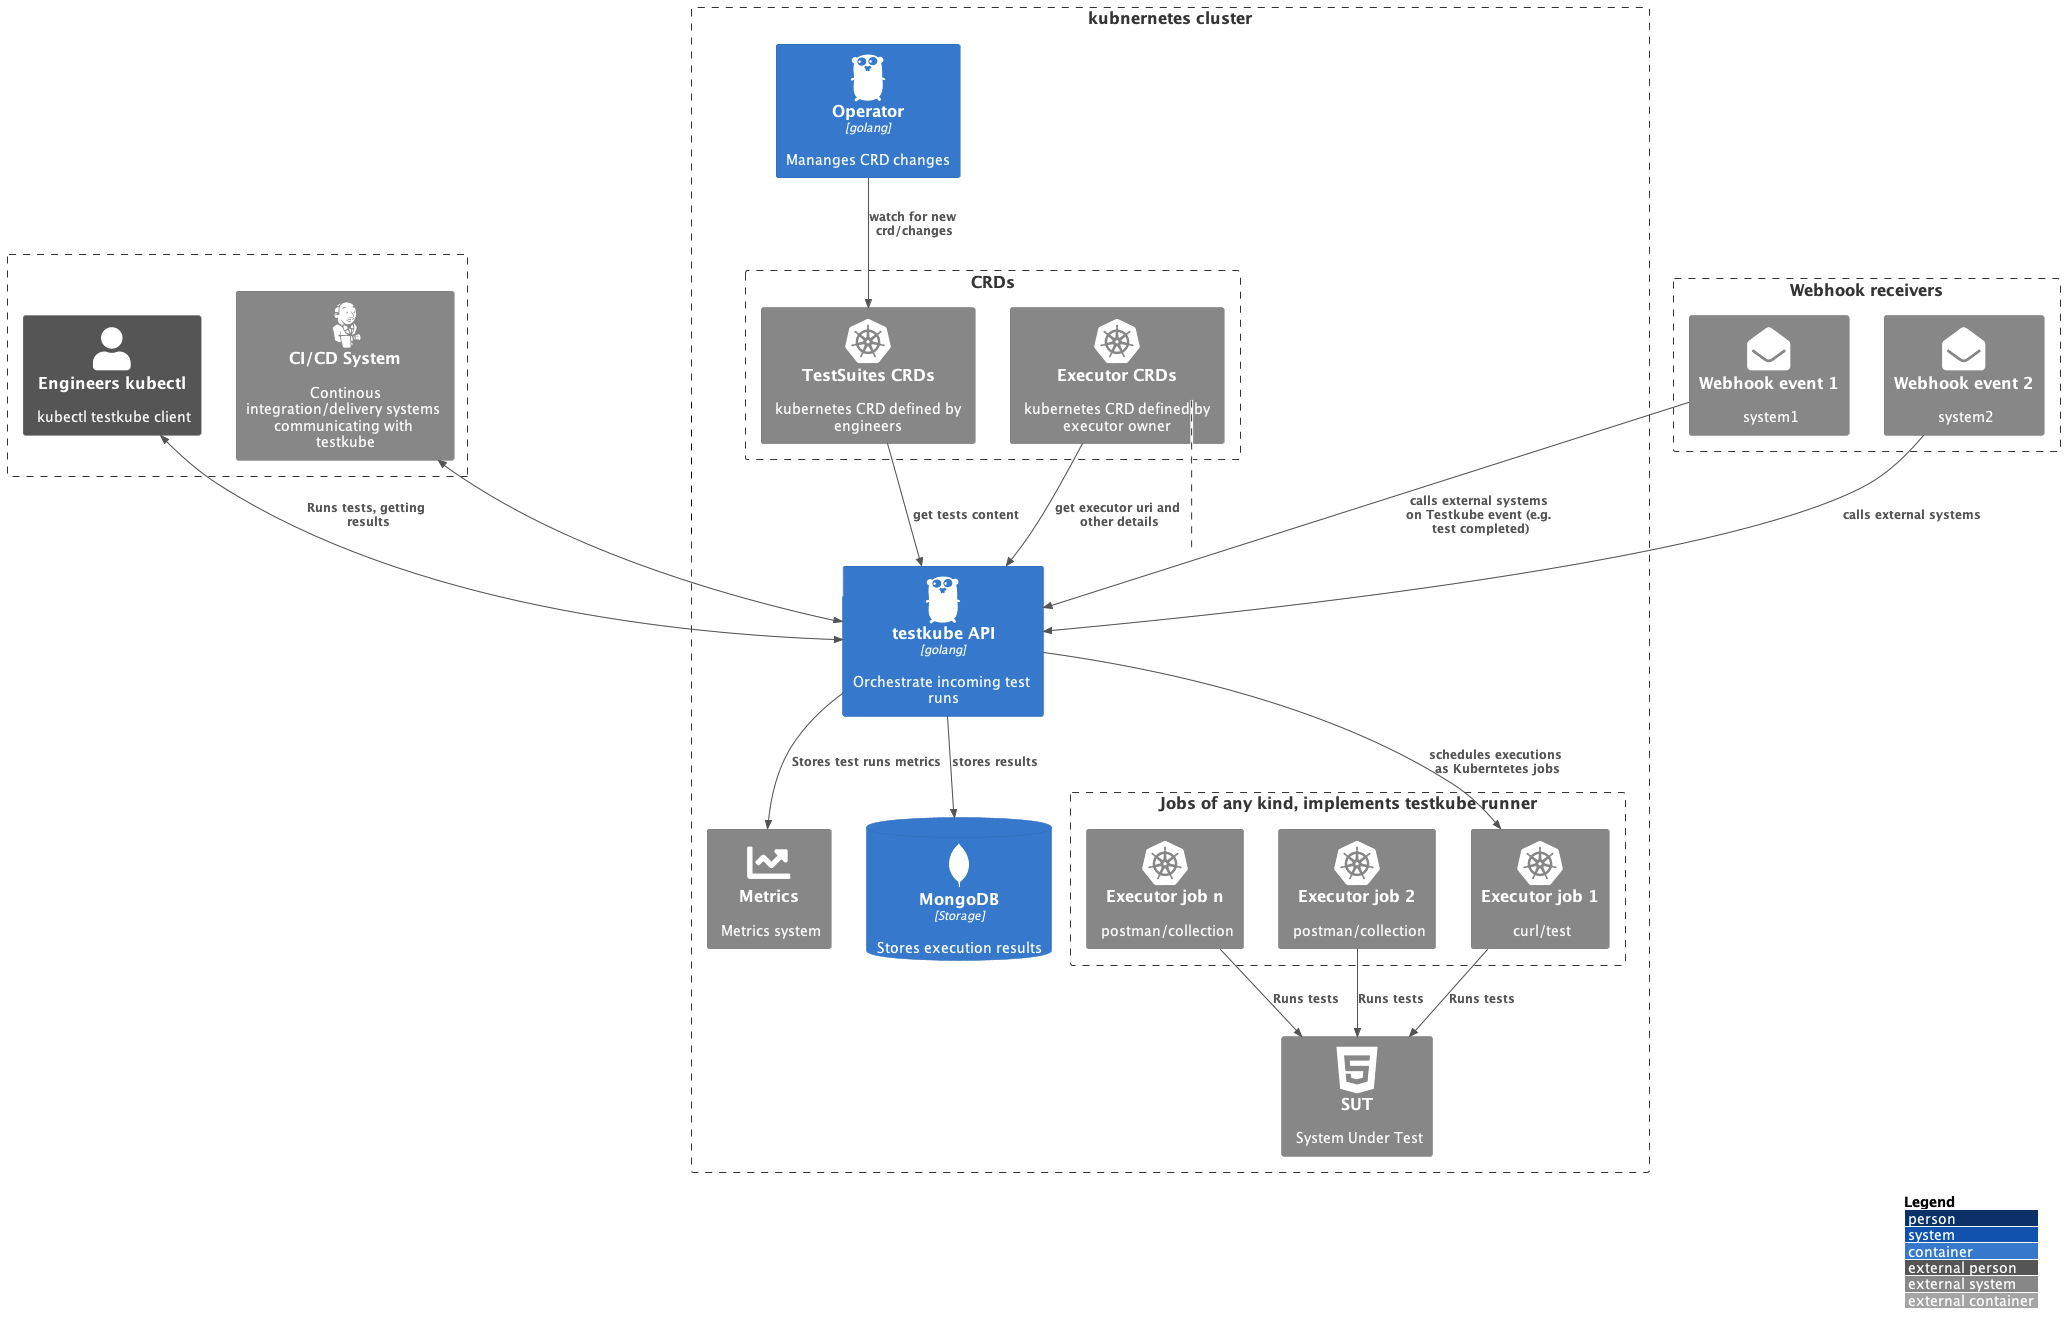 kubnernetes cluster
Operator
[golang]
Mananges CRD changes
watch for new
crd/changes
Engineers kubectl
kubectl testkube client
CI/CD System
Continous
integration/delivery systems
communicating with
testkube
CRDs
TestSuites CRDs
kubernetes CRD defined by
engineers
Executor CRDs
kubernetes CRD defined by
executor owner
Webhook receivers
Webhook event 1
system1
Webhook event 2
system2
Runs tests, getting
results
get tests content
get executor uri and
other details
calls external systems
on Testkube event (e.g.
test completed)
calls external systems
testkube API
[golang]
Orchestrate incoming test
runs
Stores test runs metrics
stores results
schedules executions
as Kuberntetes jobs
Metrics
Metrics system
MongoDB
[Storage]
Stores execution results
Jobs of any kind, implements testkube runner
Executor job n
postman/collection
Executor job 2
postman/collection
Executor job 1
curl/test
Runs tests
Runs tests
Runs tests
SUT
System Under Test
Legend
person
system
container
external person
external system
external container